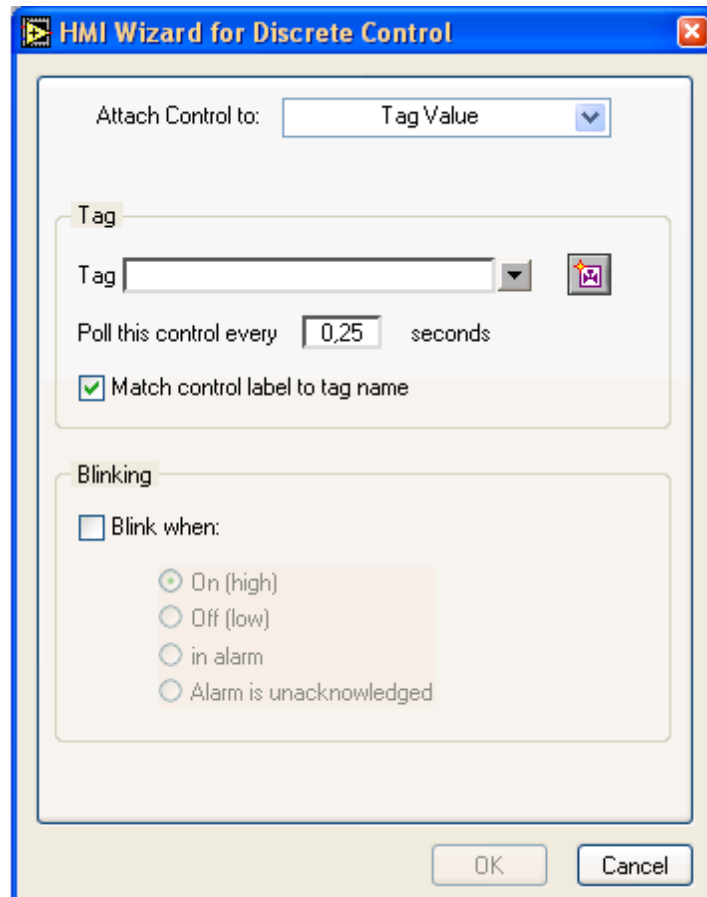 HMI Wizard for Discrete Control
Attach Control to: Tag Value
Tag
Tag
Poll this control every 0,25 seconds
Match control label to tag name
Blinking
Blink when:
On (high)
Off (low)
in alarm
Alarm is unacknowledged
OK Cancel